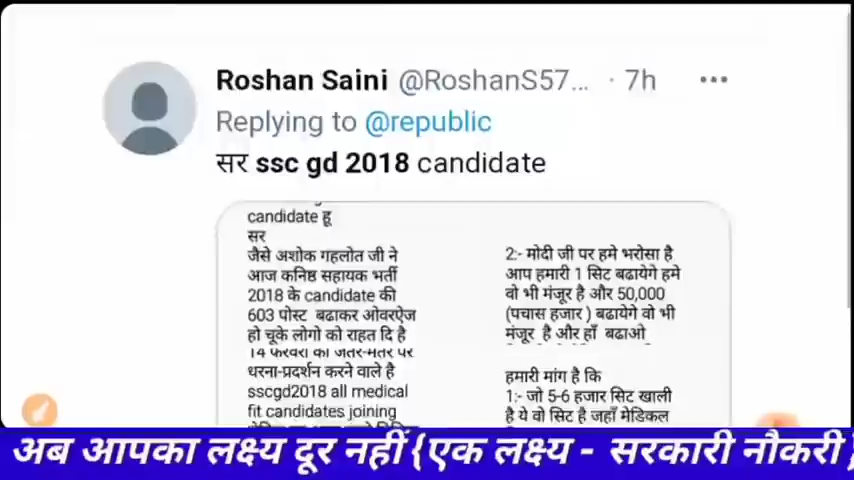 Roshan Saini @RoshanS57... · 7h
Replying to @republic
सर ssc gd 2018 candidate
candidate हू
सर
जैसे अशोक गहलोत जी ने
आज कनिष्ठ सहायक भर्ती
2018 के candidate की
603 पोस्ट बढाकर ओवरऐज
हो चूके लोगो को राहत दि है
14 फरवरी को जंतर-मंतर पर
धरना-प्रदर्शन करने वाले है
sscgd2018 all medical
fit candidates joining
2:- मोदी जी पर हमे भरोसा है
आप हमारी 1 सिट बढायेगे हमे
वो भी मंजूर है और 50,000
(पचास हजार ) बढायेगे वो भी
मंजूर है और हाँ बढाओ
हमारी मांग है कि
1:- जो 5-6 हजार सिट खाली
है ये वो सिट है जहाँ मेडिकल
अब आपका लक्ष्य दूर नहीं {एक लक्ष्य - सरकारी नौकरी}